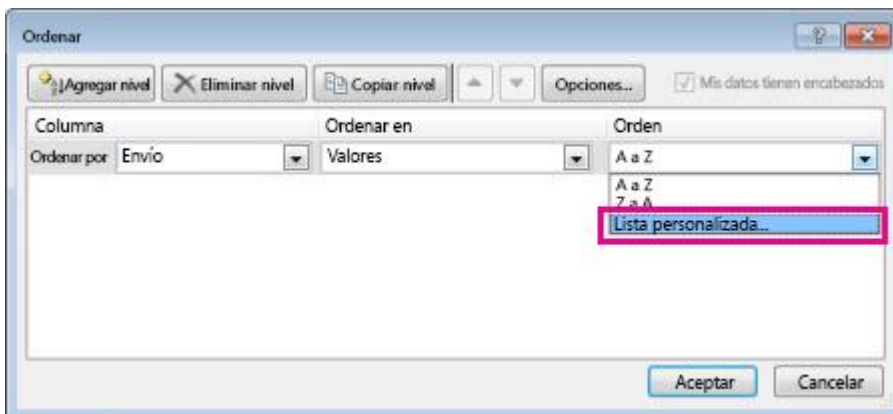 Ordenar
Agregar nivel Eliminar nivel Copiar nivel Opciones... Mis datos tienen encabezados
Columna Ordenar en Orden
Ordenar por Envío Valores A a Z
A a Z
Z a A
Lista personalizada...
Aceptar Cancelar